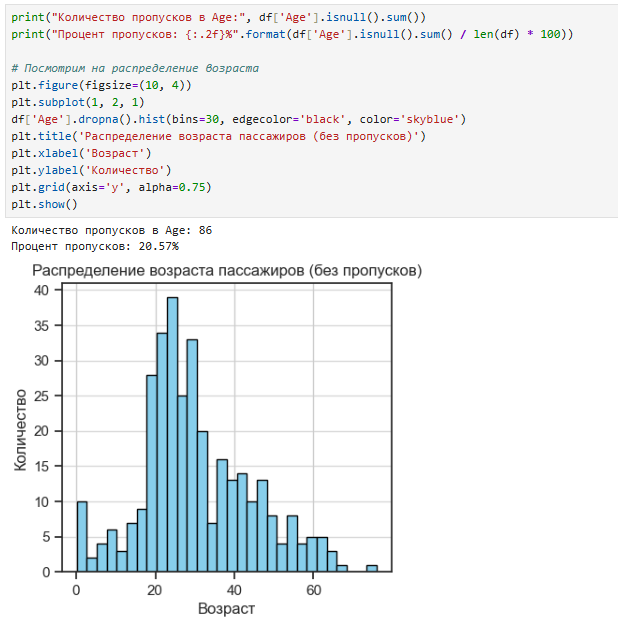 print("Количество пропусков в Age:", df['Age'].isnull().sum())
print("Процент пропусков: {:.2f}%".format(df['Age'].isnull().sum() / len(df) * 100))
# Посмотрим на распределение возраста
plt.figure(figsize=(10, 4))
plt.subplot(1, 2, 1)
df['Age'].dropna().hist(bins=30, edgecolor='black', color='skyblue')
plt.title('Распределение возраста пассажиров (без пропусков)')
plt.xlabel('Возраст')
plt.ylabel('Количество')
plt.grid(axis='y', alpha=0.75)
plt.show()
Количество пропусков в Age: 86
Процент пропусков: 20.57%
Распределение возраста пассажиров (без пропусков)
40
35
30
25
20
15
10
5
0
Количество
0 20 40 60
Возраст